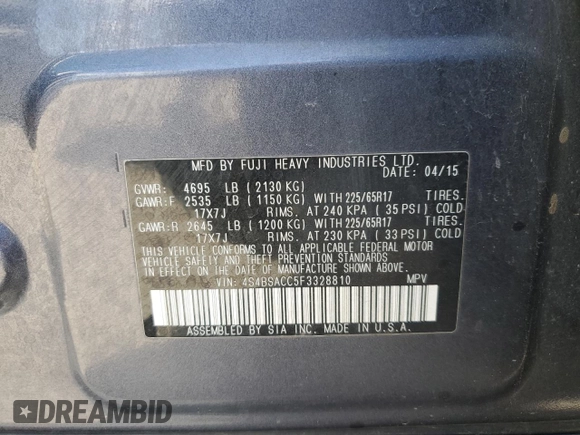 MFD BY FUJI HEAVY INDUSTRIES LTD.
DATE: 04/15
GVWR: 4695 LB (2130 KG)
GAWR:F 2535 LB (1150 KG) WITH 225/65R17 TIRES.
17X7J RIMS. AT 240 KPA (35 PSI) COLD
GAWR:R 2645 LB (1200 KG) WITH 225/65R17 TIRES.
17X7J RIMS. AT 230 KPA (33 PSI) COLD
THIS VEHICLE CONFORMS TO ALL APPLICABLE FEDERAL MOTOR
VEHICLE SAFETY AND THEFT PREVENTION STANDARDS IN EFFECT
ON THE DATE OF MANUFACTURE SHOWN ABOVE.
VIN: 4S4BSACC5F3328810 MPV
ASSEMBLED BY SIA INC. MADE IN U.S.A.
DREAMBID